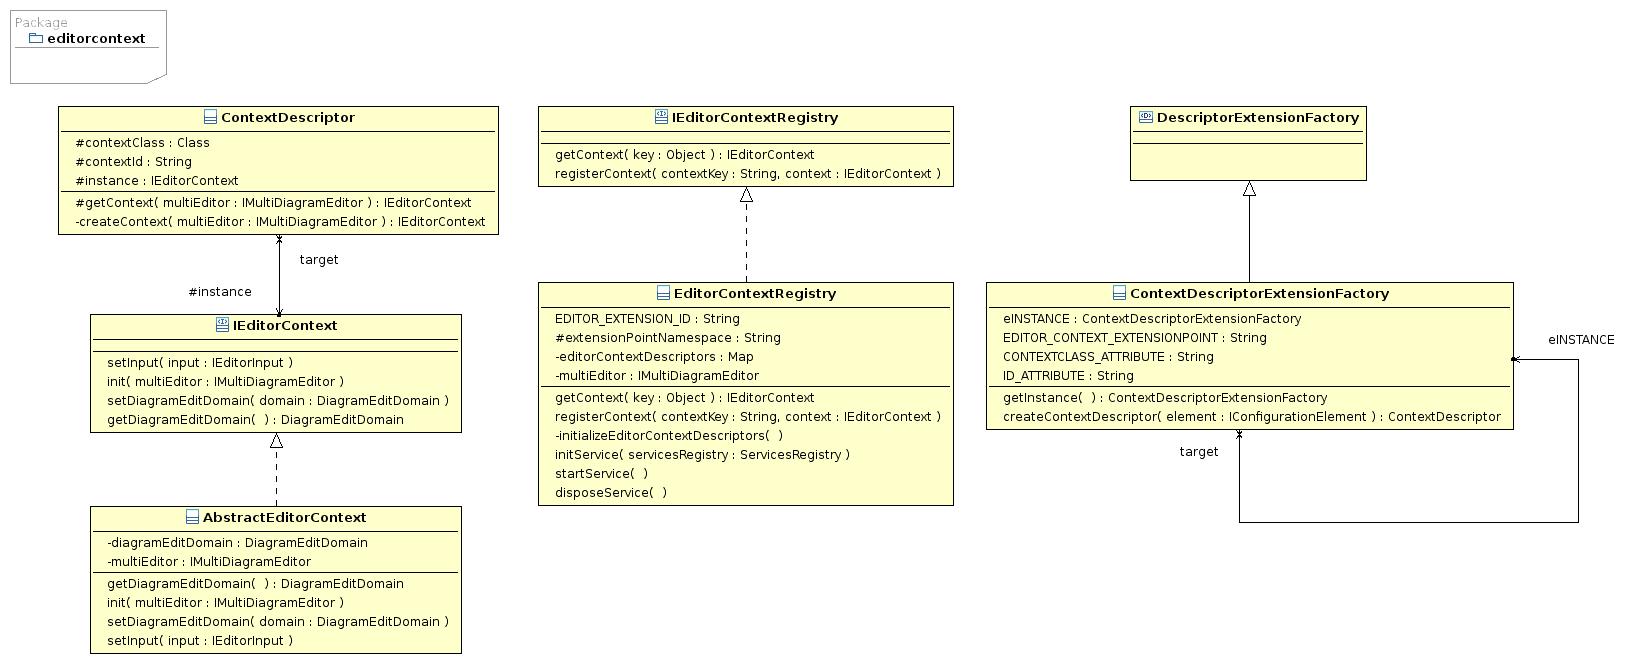 Package
editorcontext
ContextDescriptor
#contextClass : Class
#contextId : String
#instance : IEditorContext
#getContext( multiEditor : IMultiDiagramEditor ) : IEditorContext
-createContext( multiEditor : IMultiDiagramEditor ) : IEditorContext
target
#instance
IEditorContext
setInput( input : IEditorInput )
init( multiEditor : IMultiDiagramEditor )
setDiagramEditDomain( domain : DiagramEditDomain )
getDiagramEditDomain(  ) : DiagramEditDomain
AbstractEditorContext
-diagramEditDomain : DiagramEditDomain
-multiEditor : IMultiDiagramEditor
getDiagramEditDomain(  ) : DiagramEditDomain
init( multiEditor : IMultiDiagramEditor )
setDiagramEditDomain( domain : DiagramEditDomain )
setInput( input : IEditorInput )
IEditorContextRegistry
getContext( key : Object ) : IEditorContext
registerContext( contextKey : String, context : IEditorContext )
EditorContextRegistry
EDITOR_EXTENSION_ID : String
#extensionPointNamespace : String
-editorContextDescriptors : Map
-multiEditor : IMultiDiagramEditor
getContext( key : Object ) : IEditorContext
registerContext( contextKey : String, context : IEditorContext )
-initializeEditorContextDescriptors(  )
initService( servicesRegistry : ServicesRegistry )
startService(  )
disposeService(  )
DescriptorExtensionFactory
ContextDescriptorExtensionFactory
eINSTANCE : ContextDescriptorExtensionFactory
EDITOR_CONTEXT_EXTENSIONPOINT : String
CONTEXTCLASS_ATTRIBUTE : String
ID_ATTRIBUTE : String
getInstance(  ) : ContextDescriptorExtensionFactory
createContextDescriptor( element : IConfigurationElement ) : ContextDescriptor
eINSTANCE
target